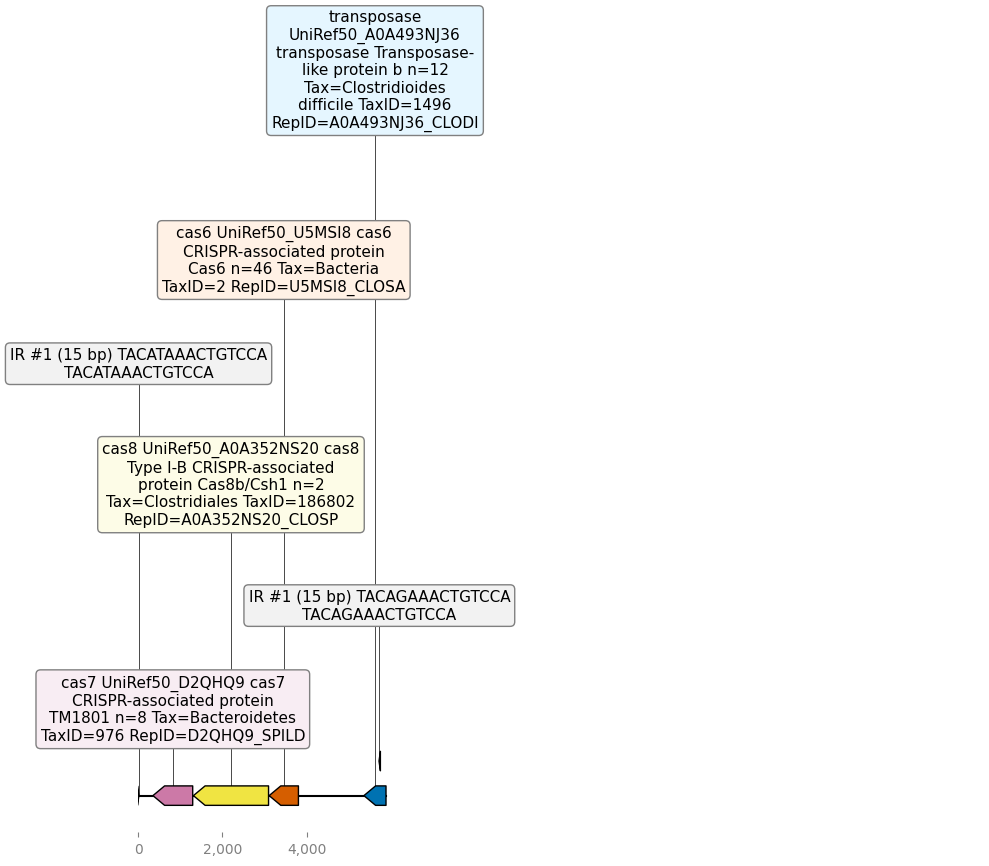 transposase
UniRef50_A0A493NJ36
transposase Transposase-
like protein b n=12
Tax=Clostridioides
difficile TaxID=1496
RepID=A0A493NJ36_CLODI
cas6 UniRef50_U5MSI8 cas6
CRISPR-associated protein
Cas6 n=46 Tax=Bacteria
TaxID=2 RepID=U5MSI8_CLOSA
IR #1 (15 bp) TACATAAACTGTCCA
TACATAAACTGTCCA
cas8 UniRef50_A0A352NS20 cas8
Type I-B CRISPR-associated
protein Cas8b/Csh1 n=2
Tax=Clostridiales TaxID=186802
RepID=A0A352NS20_CLOSP
IR #1 (15 bp) TACAGAAACTGTCCA
TACAGAAACTGTCCA
cas7 UniRef50_D2QHQ9 cas7
CRISPR-associated protein
TM1801 n=8 Tax=Bacteroidetes
TaxID=976 RepID=D2QHQ9_SPILD
0 2,000 4,000